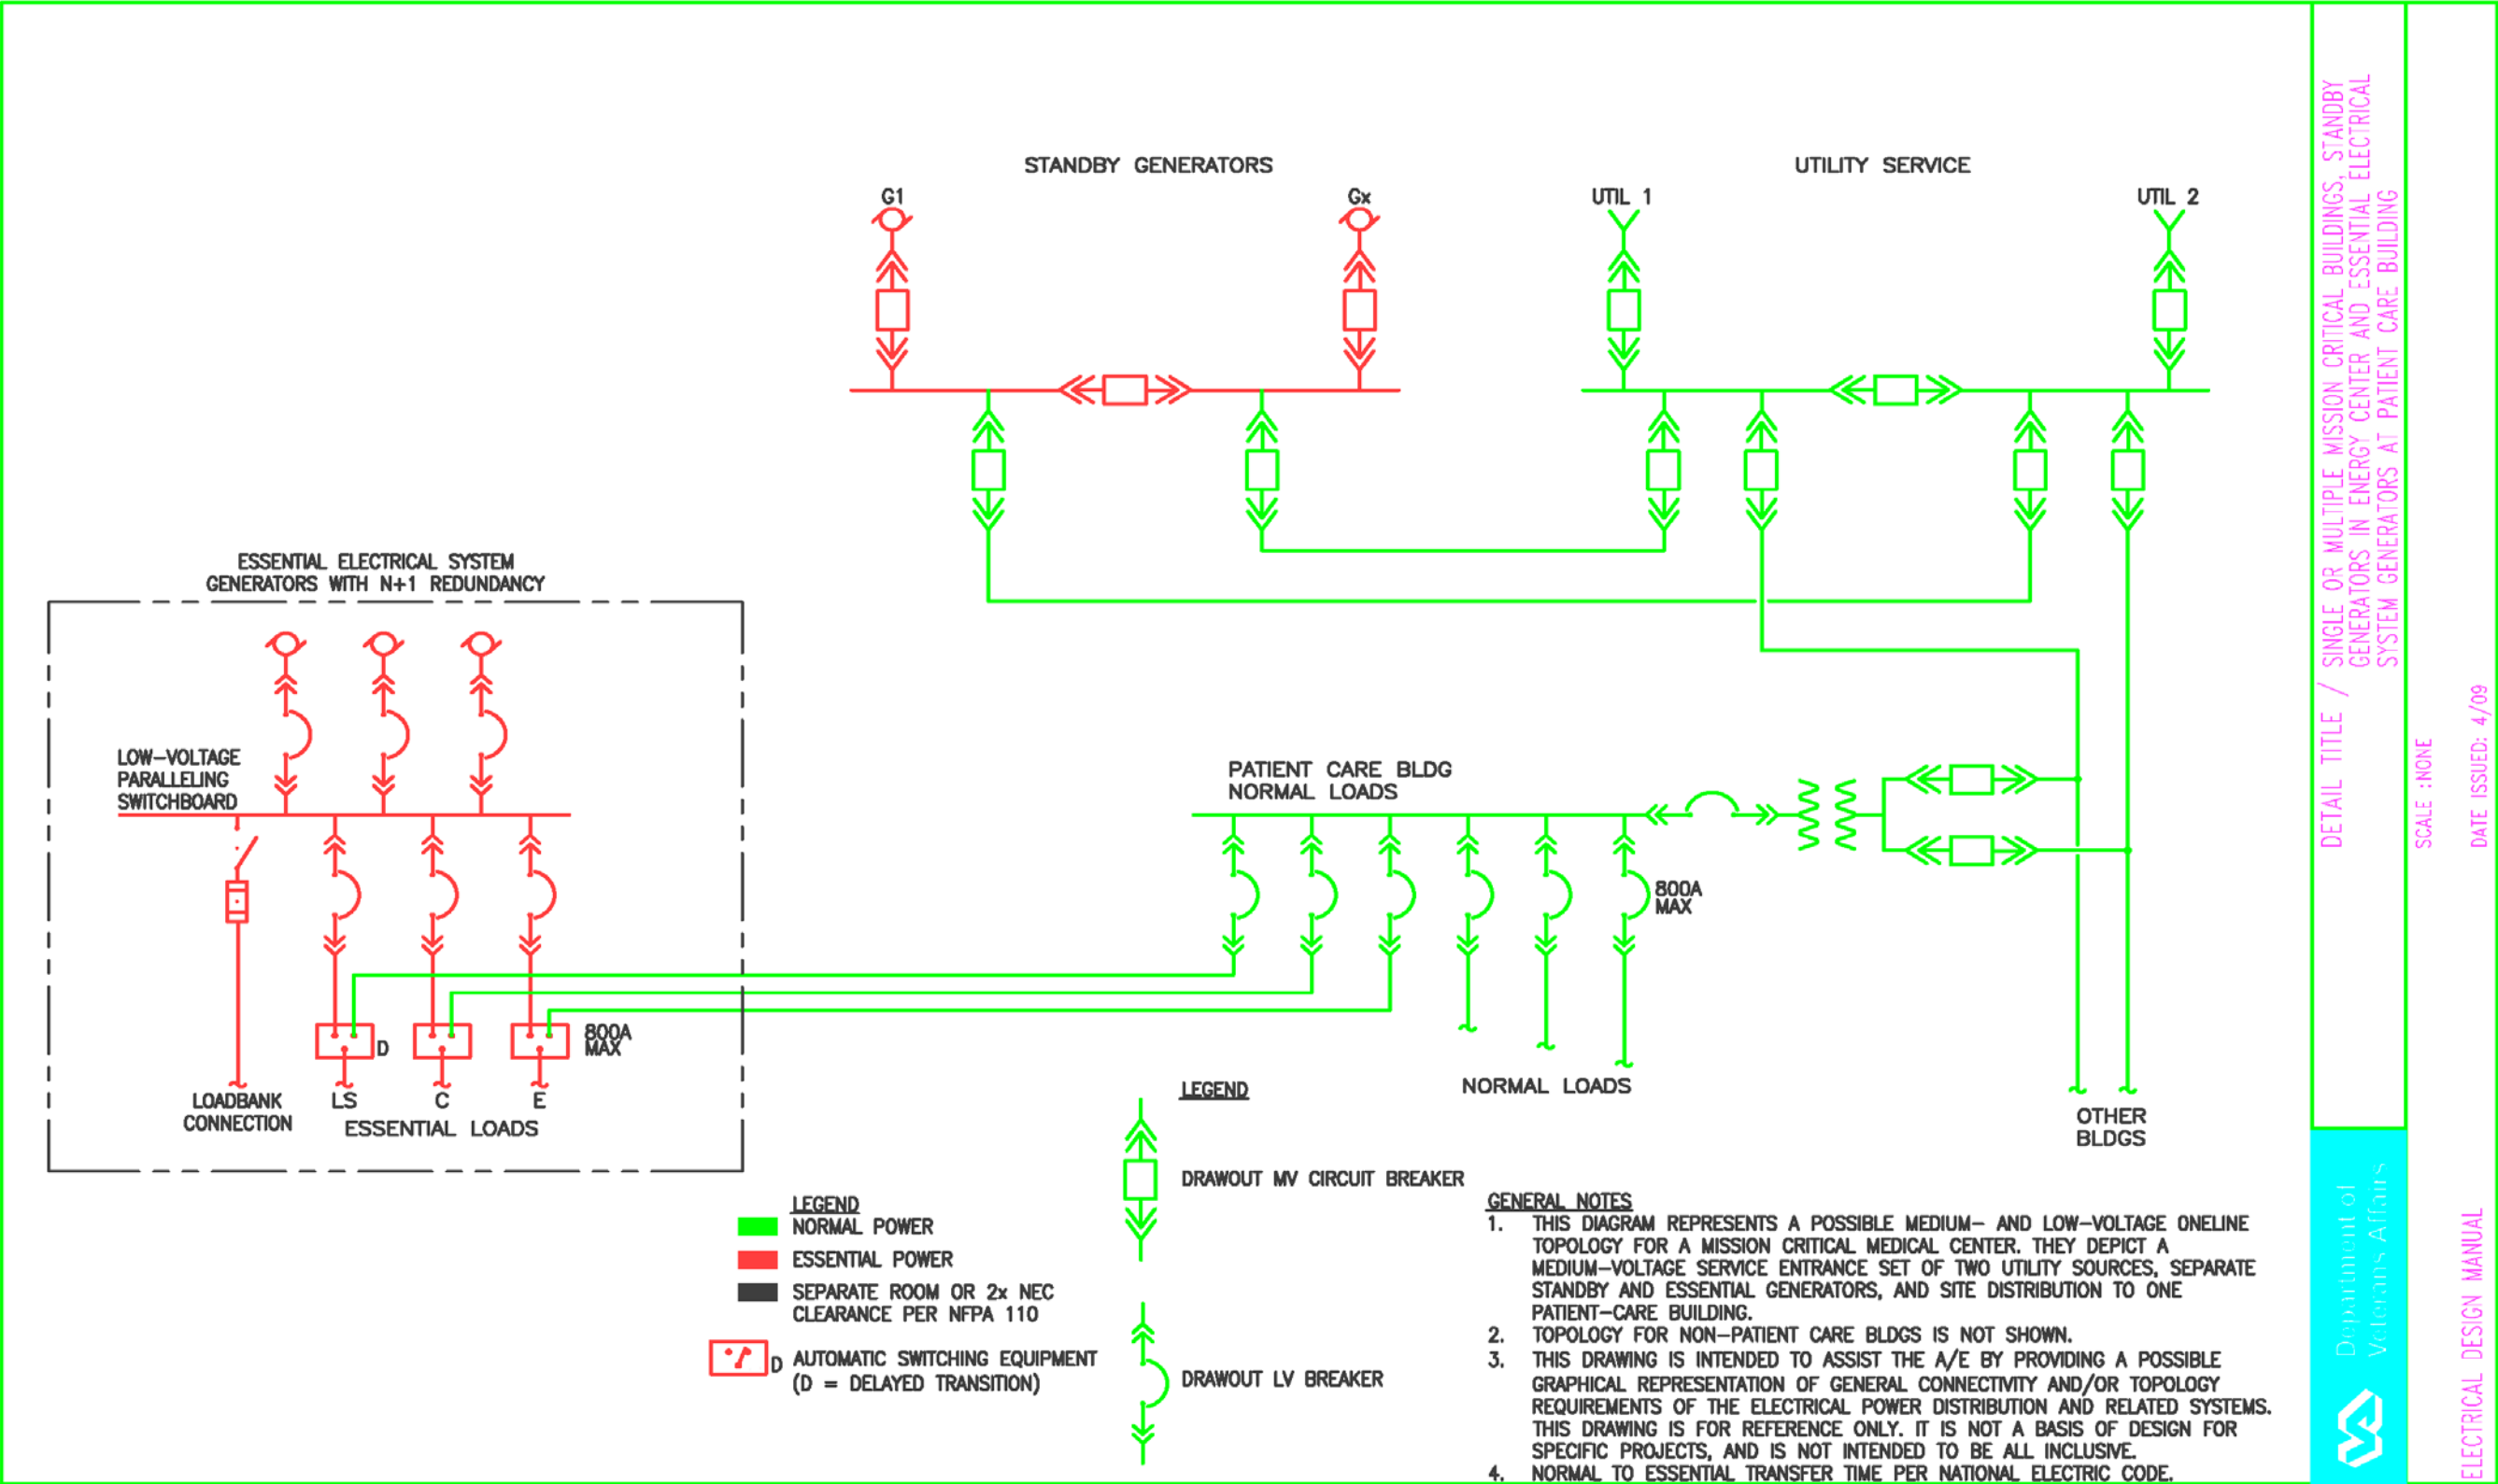 STANDBY GENERATORS
UTILITY SERVICE
G1
Gx
UTIL 1
UTIL 2
ESSENTIAL ELECTRICAL SYSTEM
GENERATORS WITH N+1 REDUNDANCY
LOW-VOLTAGE
PARALLELING
SWITCHBOARD
PATIENT CARE BLDG
NORMAL LOADS
800A
MAX
800A
MAX
D
LOADBANK
CONNECTION
LS
C
E
ESSENTIAL LOADS
NORMAL LOADS
OTHER
BLDGS
LEGEND
NORMAL POWER
ESSENTIAL POWER
SEPARATE ROOM OR 2x NEC
CLEARANCE PER NFPA 110
D
AUTOMATIC SWITCHING EQUIPMENT
(D = DELAYED TRANSITION)
LEGEND
DRAWOUT MV CIRCUIT BREAKER
DRAWOUT LV BREAKER
GENERAL NOTES
1. THIS DIAGRAM REPRESENTS A POSSIBLE MEDIUM- AND LOW-VOLTAGE ONELINE
TOPOLOGY FOR A MISSION CRITICAL MEDICAL CENTER. THEY DEPICT A
MEDIUM-VOLTAGE SERVICE ENTRANCE SET OF TWO UTILITY SOURCES, SEPARATE
STANDBY AND ESSENTIAL GENERATORS, AND SITE DISTRIBUTION TO ONE
PATIENT-CARE BUILDING.
2. TOPOLOGY FOR NON-PATIENT CARE BLDGS IS NOT SHOWN.
3. THIS DRAWING IS INTENDED TO ASSIST THE A/E BY PROVIDING A POSSIBLE
GRAPHICAL REPRESENTATION OF GENERAL CONNECTIVITY AND/OR TOPOLOGY
REQUIREMENTS OF THE ELECTRICAL POWER DISTRIBUTION AND RELATED SYSTEMS.
THIS DRAWING IS FOR REFERENCE ONLY. IT IS NOT A BASIS OF DESIGN FOR
SPECIFIC PROJECTS, AND IS NOT INTENDED TO BE ALL INCLUSIVE.
4. NORMAL TO ESSENTIAL TRANSFER TIME PER NATIONAL ELECTRIC CODE.
DETAIL TITLE /
SINGLE OR MULTIPLE MISSION CRITICAL BUILDINGS, STANDBY
GENERATORS IN ENERGY CENTER AND ESSENTIAL ELECTRICAL
SYSTEM GENERATORS AT PATIENT CARE BUILDING
SCALE :NONE
DATE ISSUED: 4/09
Department of
Veterans Affairs
ELECTRICAL DESIGN MANUAL